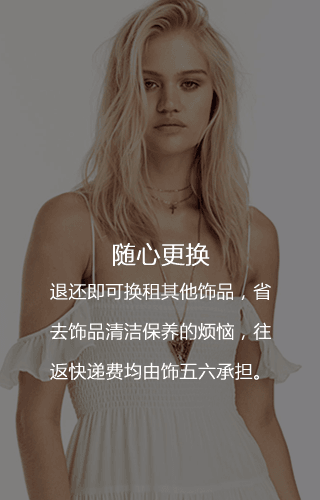 随心更换
退还即可换租其他饰品，省
去饰品清洁保养的烦恼，往
返快递费均由饰五六承担。